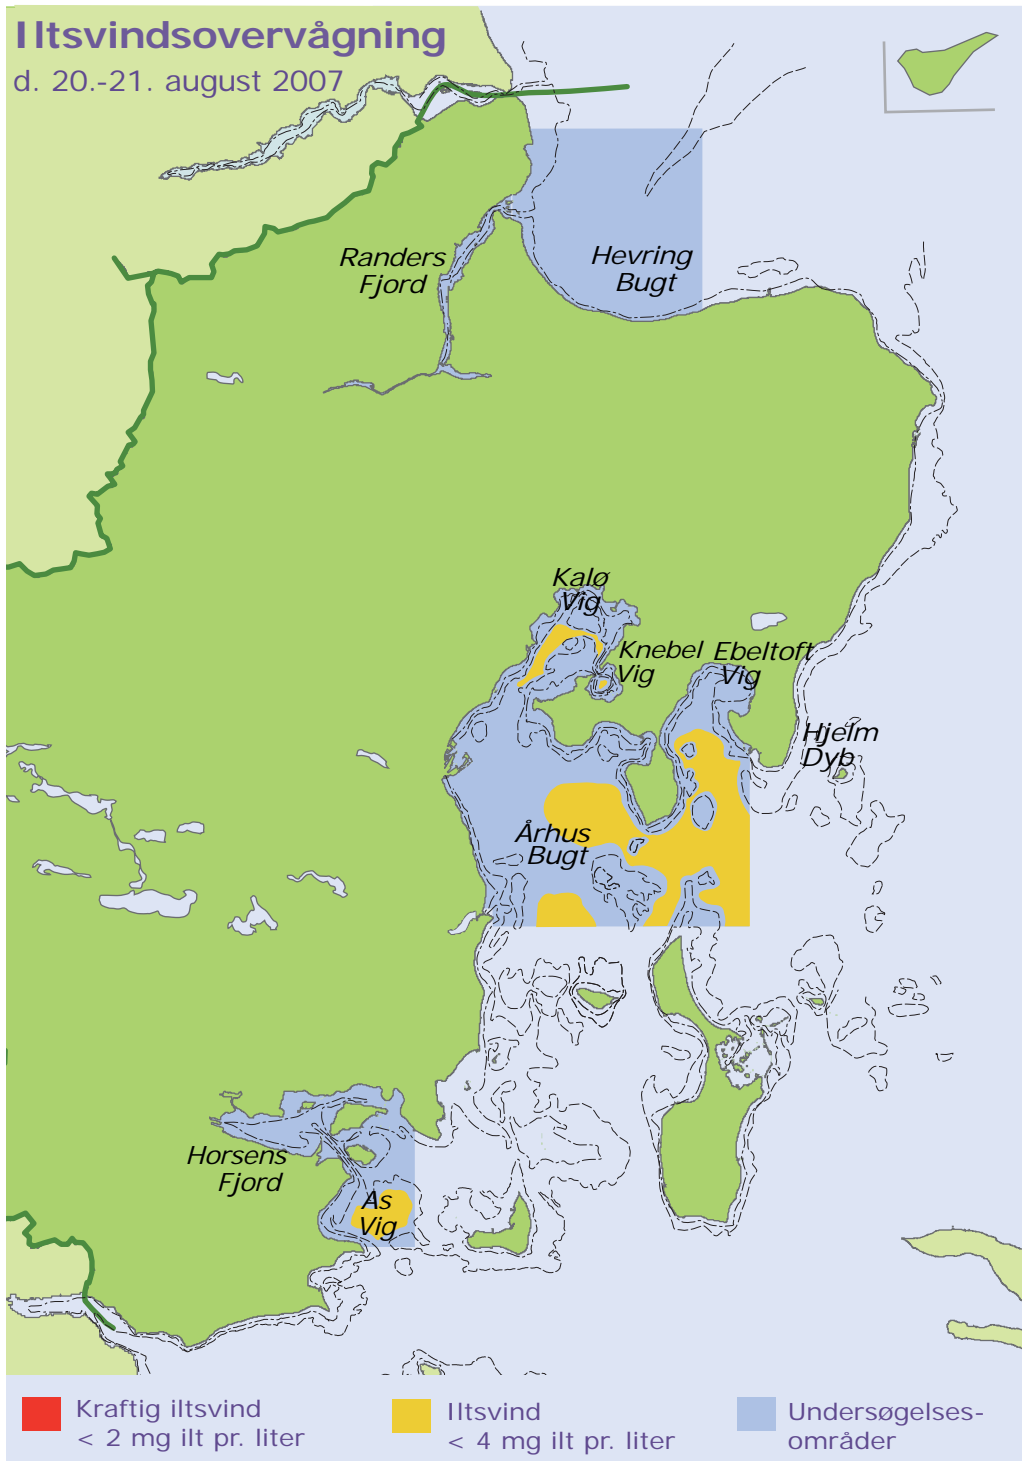 Iltsvindsovervågning
d. 20.-21. august 2007
Randers
Fjord
Hevring
Bugt
Kalø
Vig
Knebel
Vig
Ebeltoft
Vig
Hjelm
Dyb
Århus
Bugt
Horsens
Fjord
As
Vig
Kraftig iltsvind
< 2 mg ilt pr. liter
Iltsvind
< 4 mg ilt pr. liter
Undersøgelses-
områder